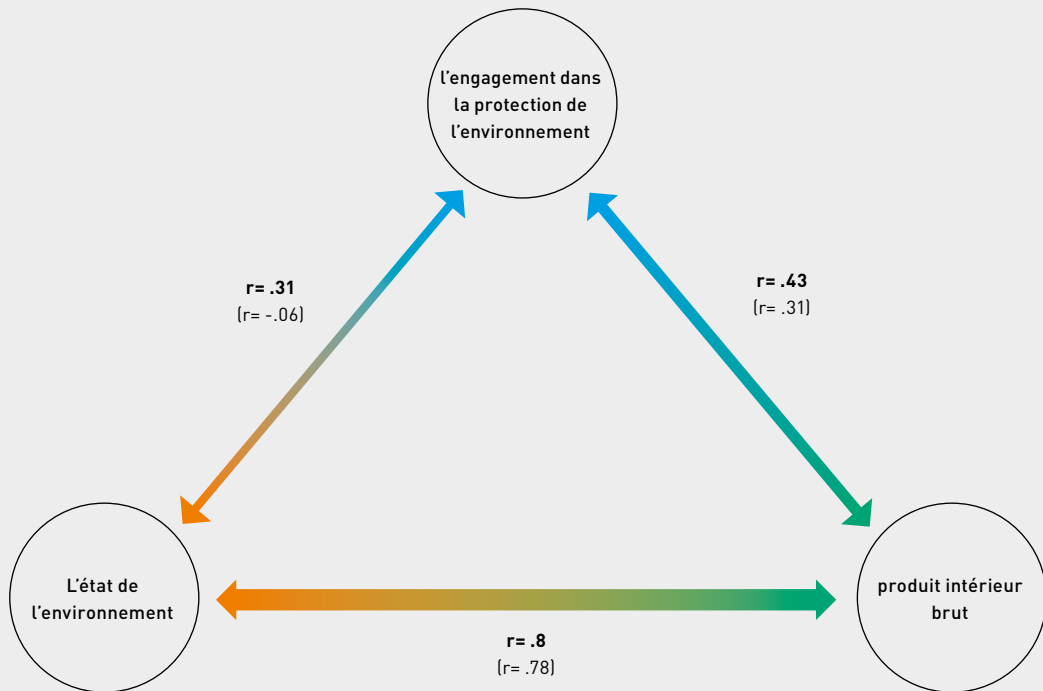 l'engagement dans
la protection de
l'environnement
r= .31
(r= -.06)
r= .43
(r= .31)
L'état de
l'environnement
produit intérieur
brut
r= .8
(r= .78)